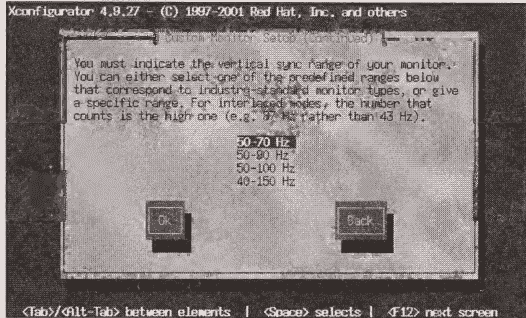 Xconfigurator 4.9.27 - (C) 1997-2001 Red Hat, Inc. and others
Custom Monitor Setup (Continued)
You must indicate the vertical sync range of your monitor.
You can either select one of the predefined ranges below
that correspond to industry-standard monitor types, or give
a specific range. For interlaced modes, the number that
counts is the high one (e.g. 87 Hz rather than 43 Hz).
50-70 Hz
50-90 Hz
50-100 Hz
40-150 Hz
Ok
Back
<Tab>/<Alt-Tab> between elements | <Space> selects | <F12> next screen